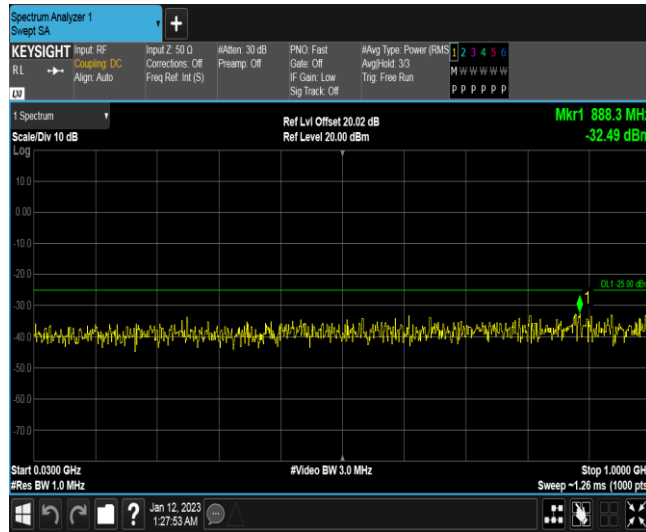 Spectrum Analyzer 1
Swept SA
+
KEYSIGHT Input: RF Input Z: 50 Ω #Atten: 30 dB PNO: Fast #Avg Type: Power (RMS 1 2 3 4 5 6
RL Coupling: DC Corrections: Off Preamp: Off Gate: Off Avg|Hold: 3/3 M W W W W W
Align: Auto Freq Ref: Int (S) IF Gain: Low Trig: Free Run
Sig Track: Off P P P P P P
LXI
1 Spectrum Ref Lvl Offset 20.02 dB Mkr1 888.3 MHz
Scale/Div 10 dB Ref Level 20.00 dBm -32.49 dBm
Log
10.0
0.00
-10.0
-20.0
DL1 -25.00 dBm
1
-30.0
-40.0
-50.0
-60.0
-70.0
Start 0.0300 GHz #Video BW 3.0 MHz Stop 1.0000 GHz
#Res BW 1.0 MHz Sweep ~1.26 ms (1000 pts
? Jan 12, 2023
1:27:53 AM